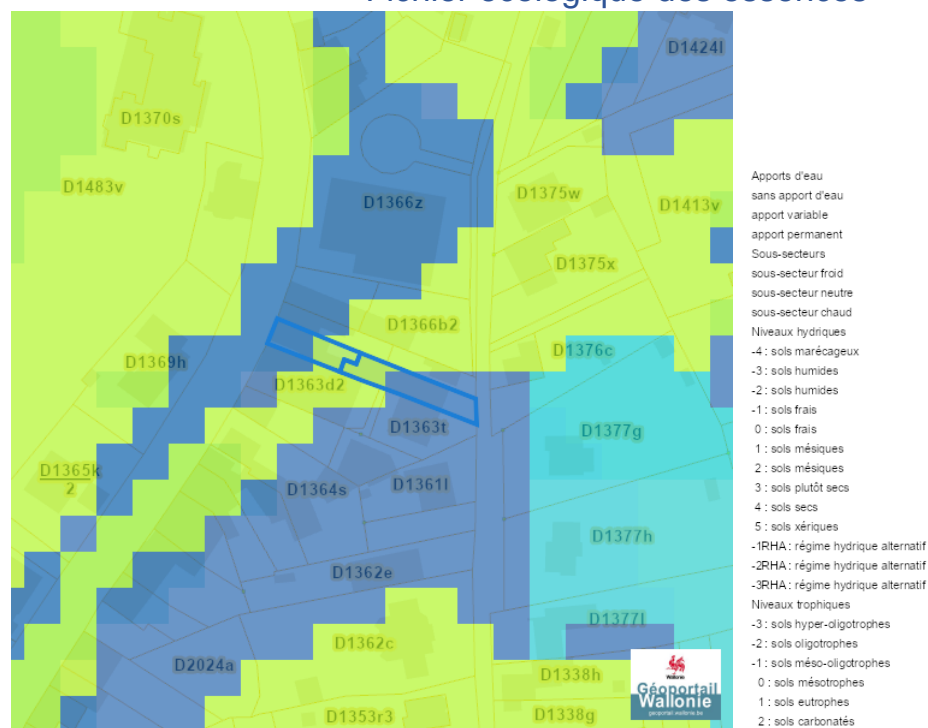 Fichier écologique des essences
D1424l
D1370s
D1483v
D1366z
D1375w
D1413v
D1375x
D1366b2
D1369h
D1376c
D1363d2
D1363t
D1377g
D1365k
2
D1364s
D1361l
D1377h
D1362e
D1377l
D1362c
D2024a
D1338h
D1353r3
D1338g
Wallonie
Géoportail
Wallonie
geoportail.wallonie.be
Apports d'eau
sans apport d'eau
apport variable
apport permanent
Sous-secteurs
sous-secteur froid
sous-secteur neutre
sous-secteur chaud
Niveaux hydriques
-4 : sols marécageux
-3 : sols humides
-2 : sols humides
-1 : sols frais
0 : sols frais
1 : sols mésiques
2 : sols mésiques
3 : sols plutôt secs
4 : sols secs
5 : sols xériques
-1RHA : régime hydrique alternatif
-2RHA : régime hydrique alternatif
-3RHA : régime hydrique alternatif
Niveaux trophiques
-3 : sols hyper-oligotrophes
-2 : sols oligotrophes
-1 : sols méso-oligotrophes
0 : sols mésotrophes
1 : sols eutrophes
2 : sols carbonatés